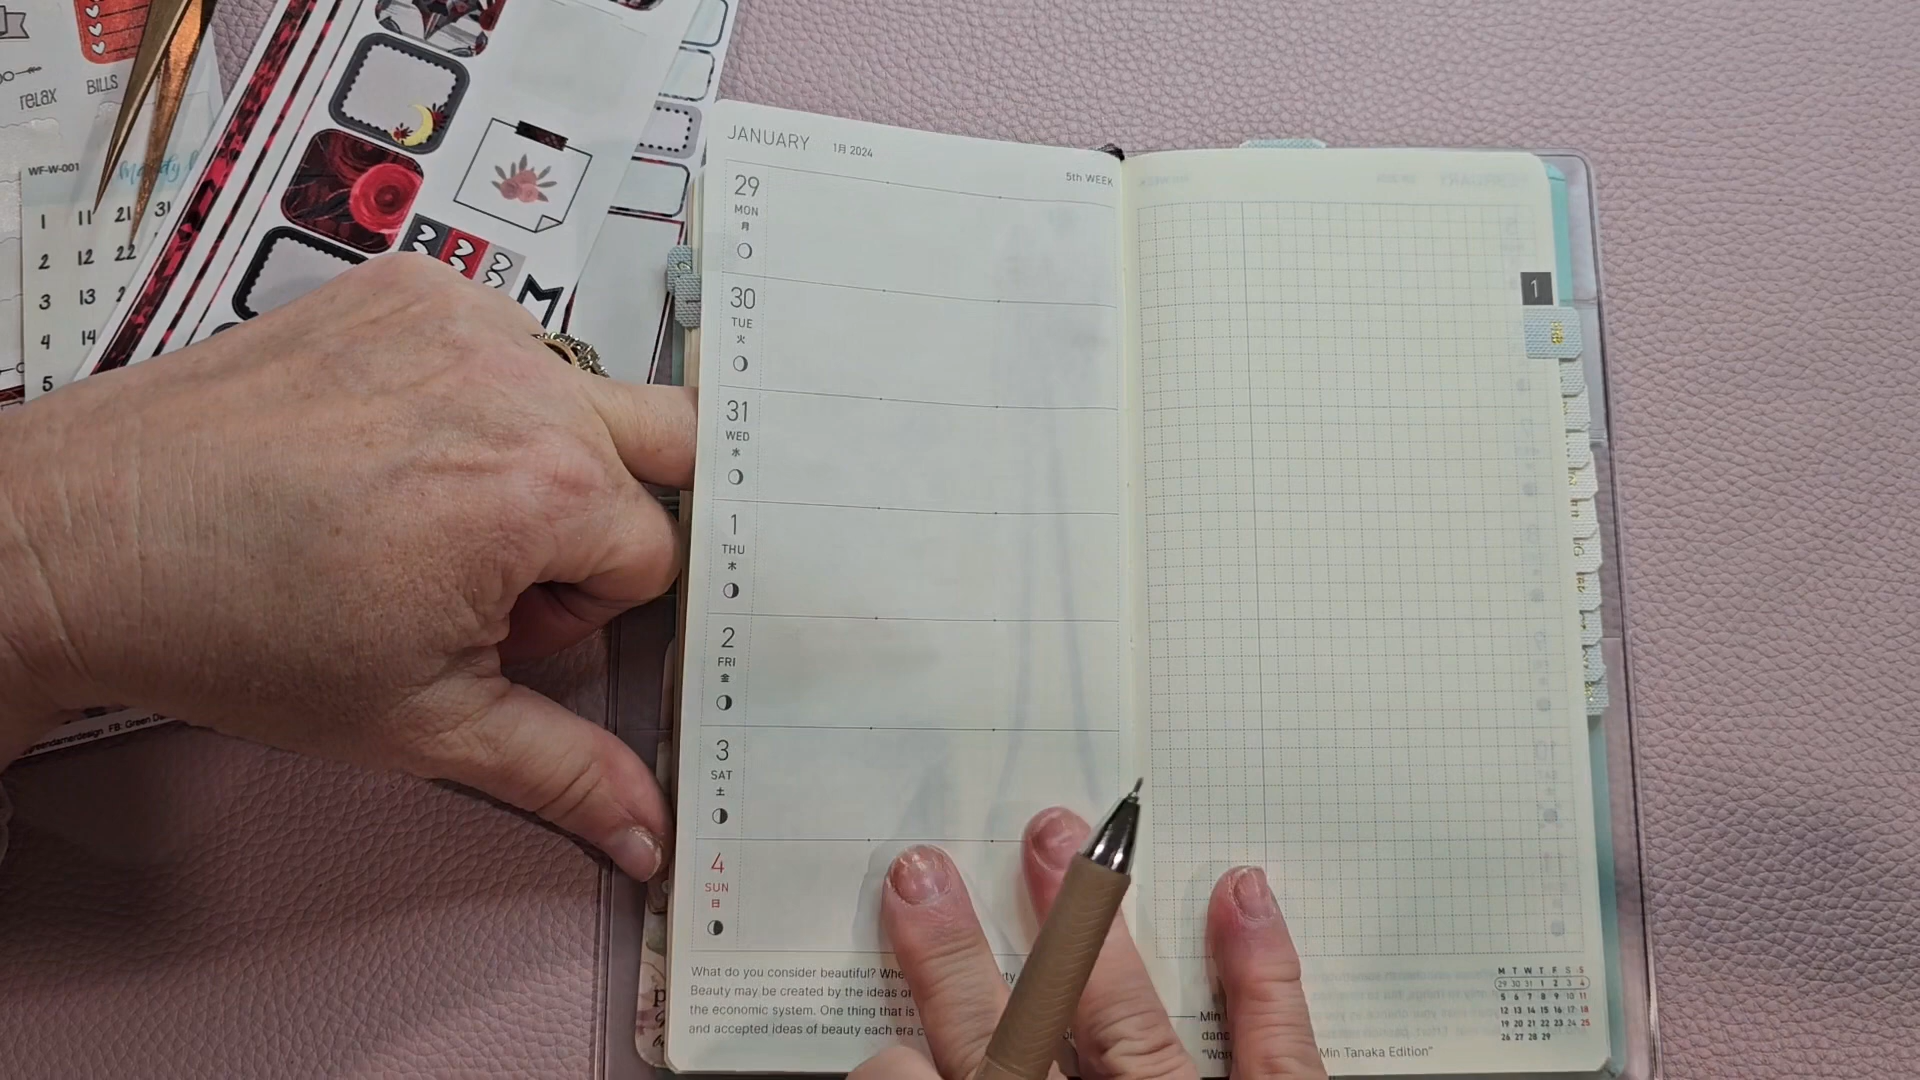 relax
BILLS
WF-W-001
1 11 21 31
2 12 22
3 13
4 14
5
FB: Green
JANUARY 1月 2024
5th WEEK
29
MON
月
30
TUE
火
31
WED
水
1
THU
木
2
FRI
金
3
SAT
土
4
SUN
日
What do you consider beautiful?
Beauty may be created by the ideas
the economic system. One thing that is
and accepted ideas of beauty each era
1
M T W T F S S
29 30 31 1 2 3 4
5 6 7 8 9 10 11
12 13 14 15 16 17 18
19 20 21 22 23 24 25
26 27 28 29
Min
Min Tanaka Edition"